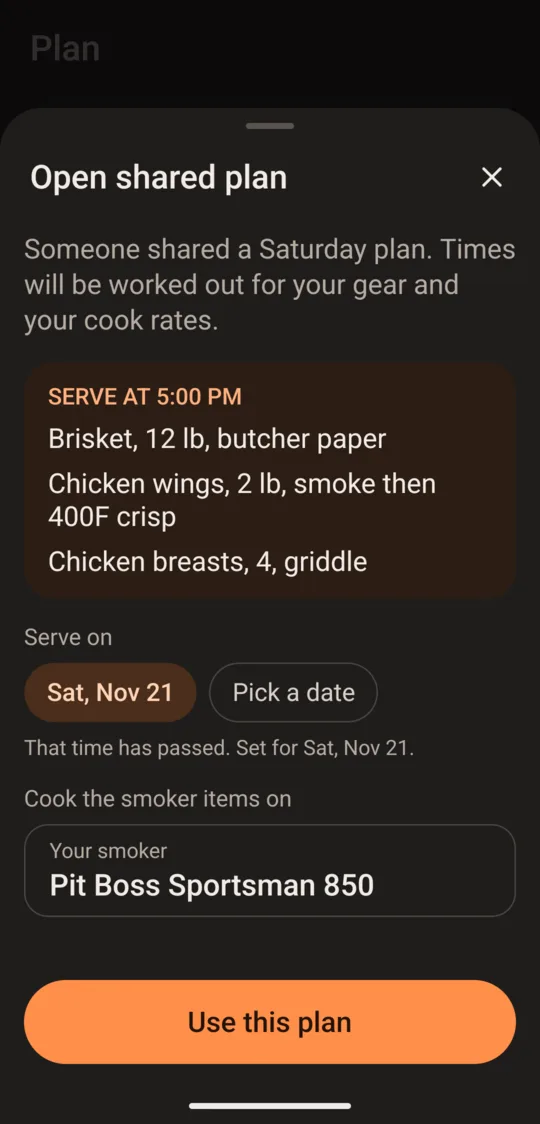 Plan
Open shared plan
Someone shared a Saturday plan. Times
will be worked out for your gear and
your cook rates.
SERVE AT 5:00 PM
Brisket, 12 lb, butcher paper
Chicken wings, 2 lb, smoke then
400F crisp
Chicken breasts, 4, griddle
Serve on
Sat, Nov 21
Pick a date
That time has passed. Set for Sat, Nov 21.
Cook the smoker items on
Your smoker
Pit Boss Sportsman 850
Use this plan